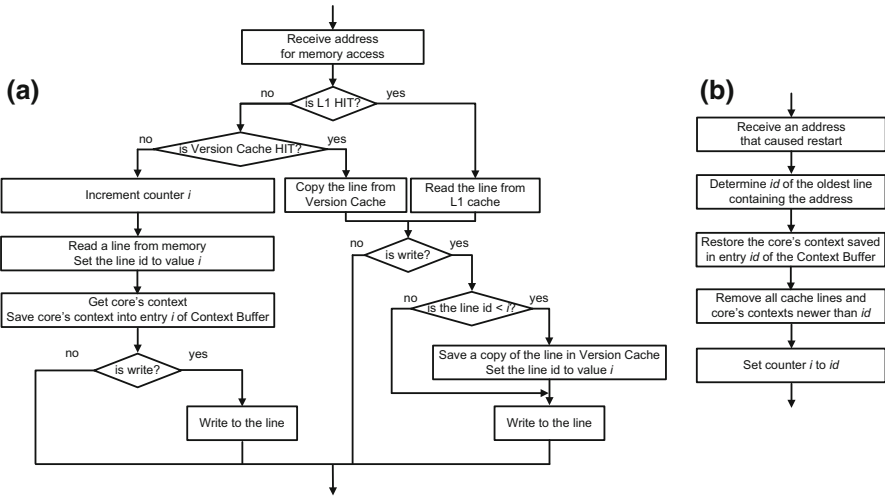 (a)
Receive address
for memory access
no
is L1 HIT?
yes
no
is Version Cache HIT?
yes
Increment counter i
Copy the line from
Version Cache
Read the line from
L1 cache
Read a line from memory
Set the line id to value i
no
is write?
yes
Get core's context
Save core's context into entry i of Context Buffer
no
is the line id < i?
yes
no
is write?
yes
Save a copy of the line in Version Cache
Set the line id to value i
Write to the line
Write to the line
(b)
Receive an address
that caused restart
Determine id of the oldest line
containing the address
Restore the core's context saved
in entry id of the Context Buffer
Remove all cache lines and
core's contexts newer than id
Set counter i to id